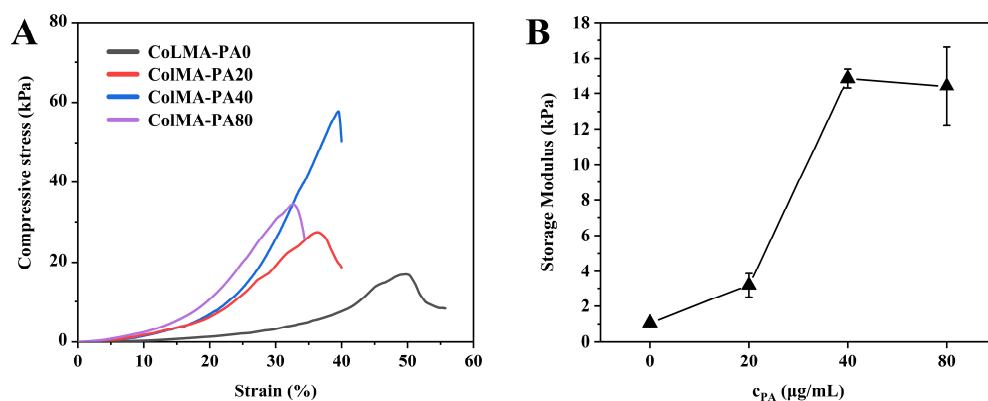 A
CoLMA-PA0
ColMA-PA20
ColMA-PA40
ColMA-PA80
Compressive stress (kPa)
80
60
40
20
0
0 10 20 30 40 50 60
Strain (%)
B
Storage Modulus (kPa)
18
16
14
12
10
8
6
4
2
0
0 20 40 80
c_PA (μg/mL)